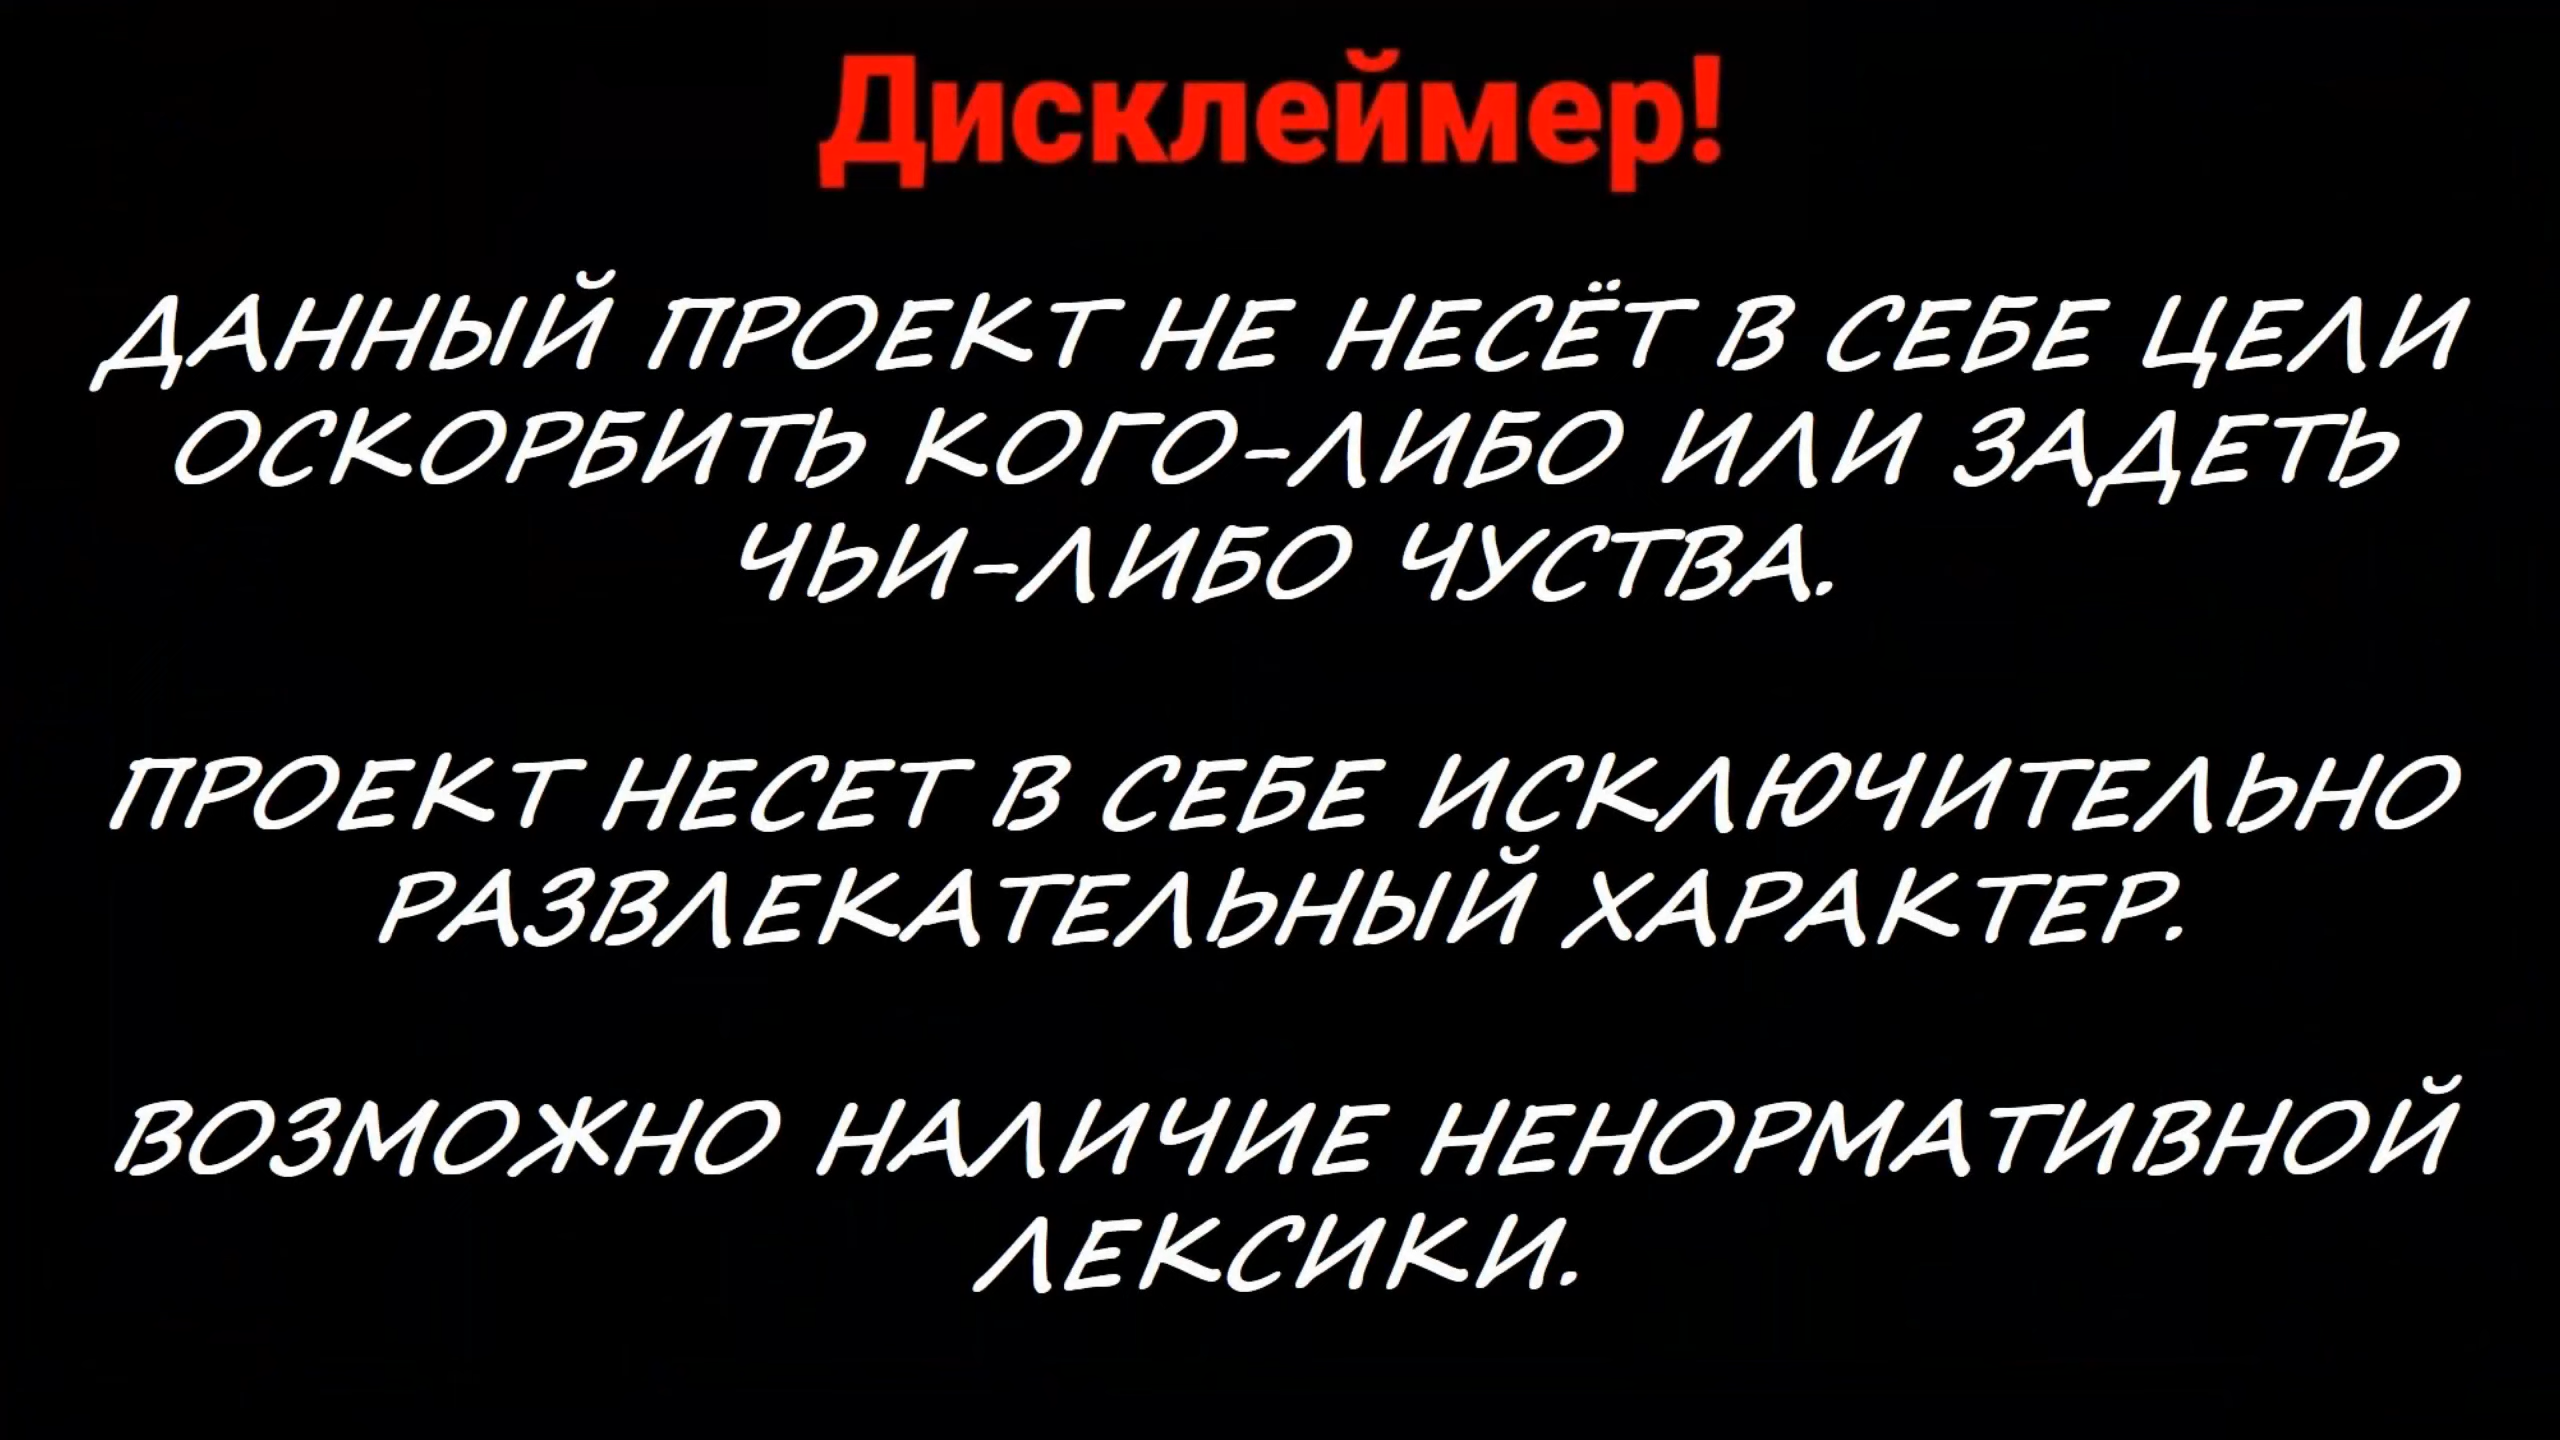 Дисклеймер!
ДАННЫЙ ПРОЕКТ НЕ НЕСЁТ В СЕБЕ ЦЕЛИ
ОСКОРБИТЬ КОГО-ЛИБО ИЛИ ЗАДЕТЬ
ЧЬИ-ЛИБО ЧУСТВА.
ПРОЕКТ НЕСЕТ В СЕБЕ ИСКЛЮЧИТЕЛЬНО
РАЗВЛЕКАТЕЛЬНЫЙ ХАРАКТЕР.
ВОЗМОЖНО НАЛИЧИЕ НЕНОРМАТИВНОЙ
ЛЕКСИКИ.